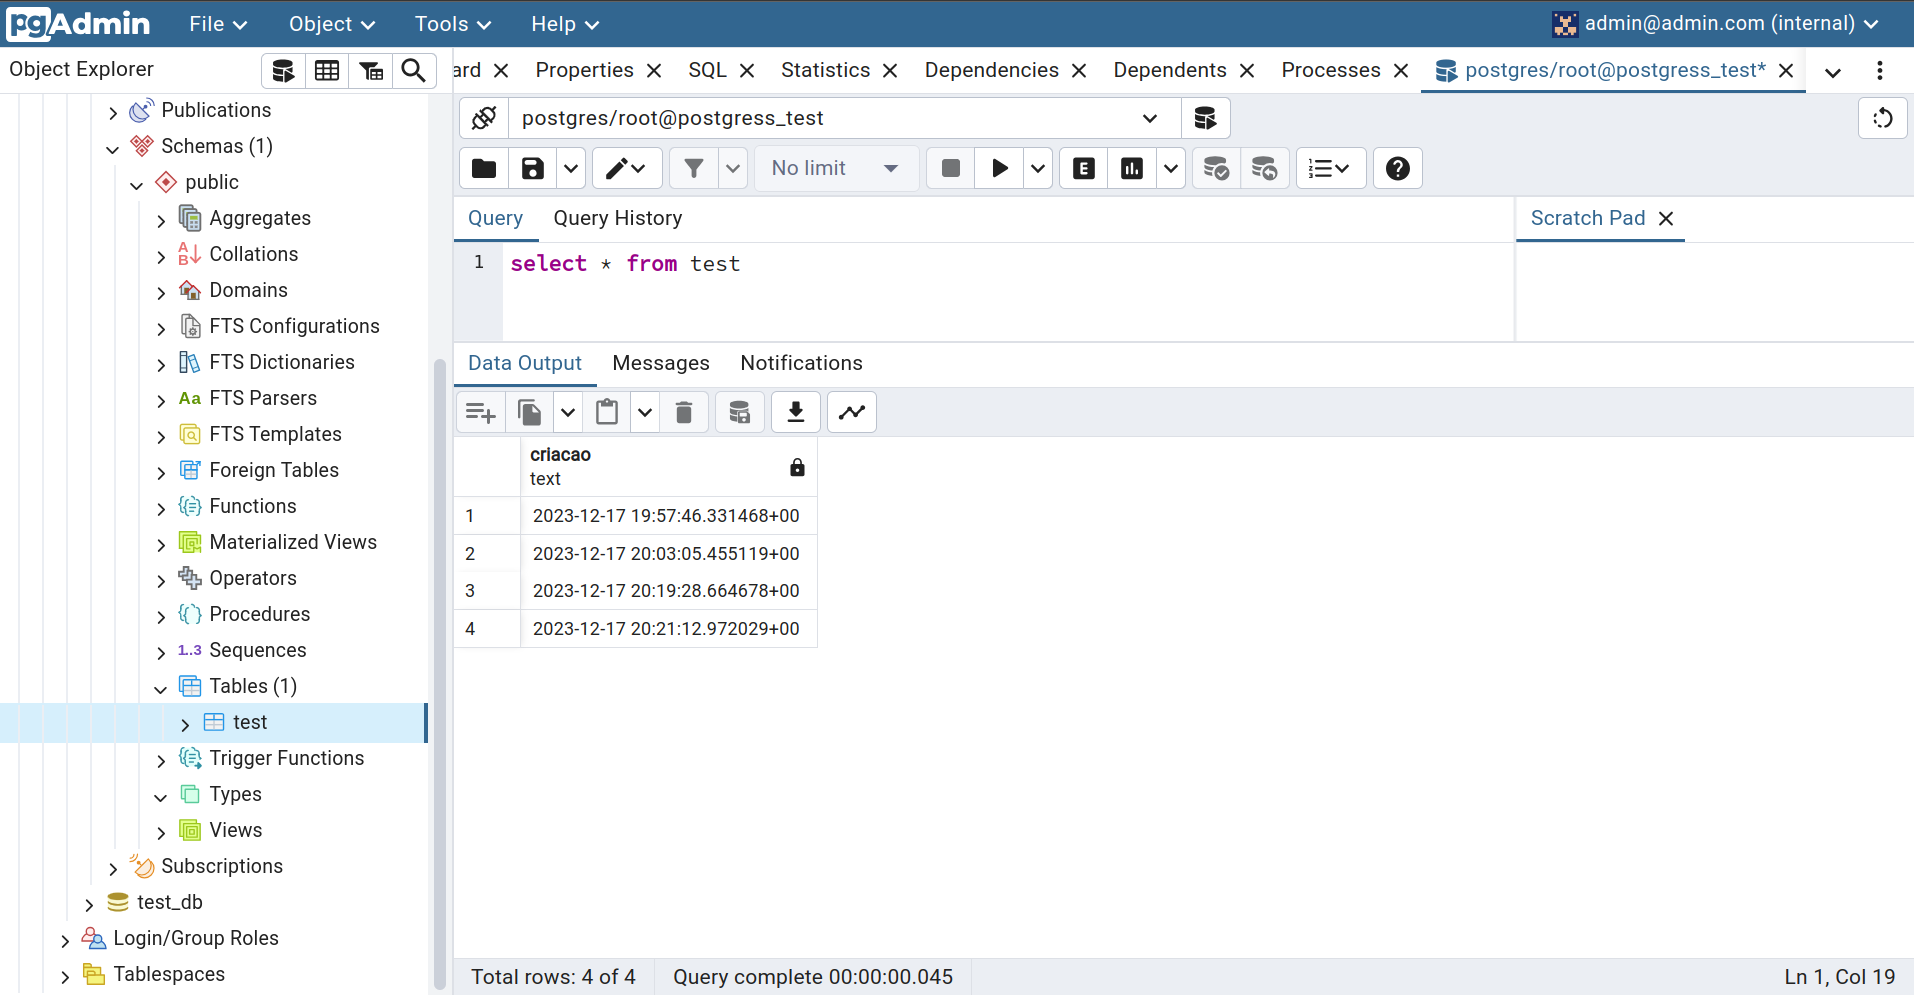 pgAdmin File Object Tools Help admin@admin.com (internal)
Object Explorer
ard Properties SQL Statistics Dependencies Dependents Processes postgres/root@postgress_test*
Publications
Schemas (1)
public
Aggregates
Collations
Domains
FTS Configurations
FTS Dictionaries
Aa FTS Parsers
FTS Templates
Foreign Tables
Functions
Materialized Views
Operators
Procedures
1..3 Sequences
Tables (1)
test
Trigger Functions
Types
Views
Subscriptions
test_db
Login/Group Roles
Tablespaces
postgres/root@postgress_test
No limit
E
Query Query History
Scratch Pad
1 select * from test
Data Output Messages Notifications
criacao
text
1 2023-12-17 19:57:46.331468+00
2 2023-12-17 20:03:05.455119+00
3 2023-12-17 20:19:28.664678+00
4 2023-12-17 20:21:12.972029+00
Total rows: 4 of 4 Query complete 00:00:00.045 Ln 1, Col 19